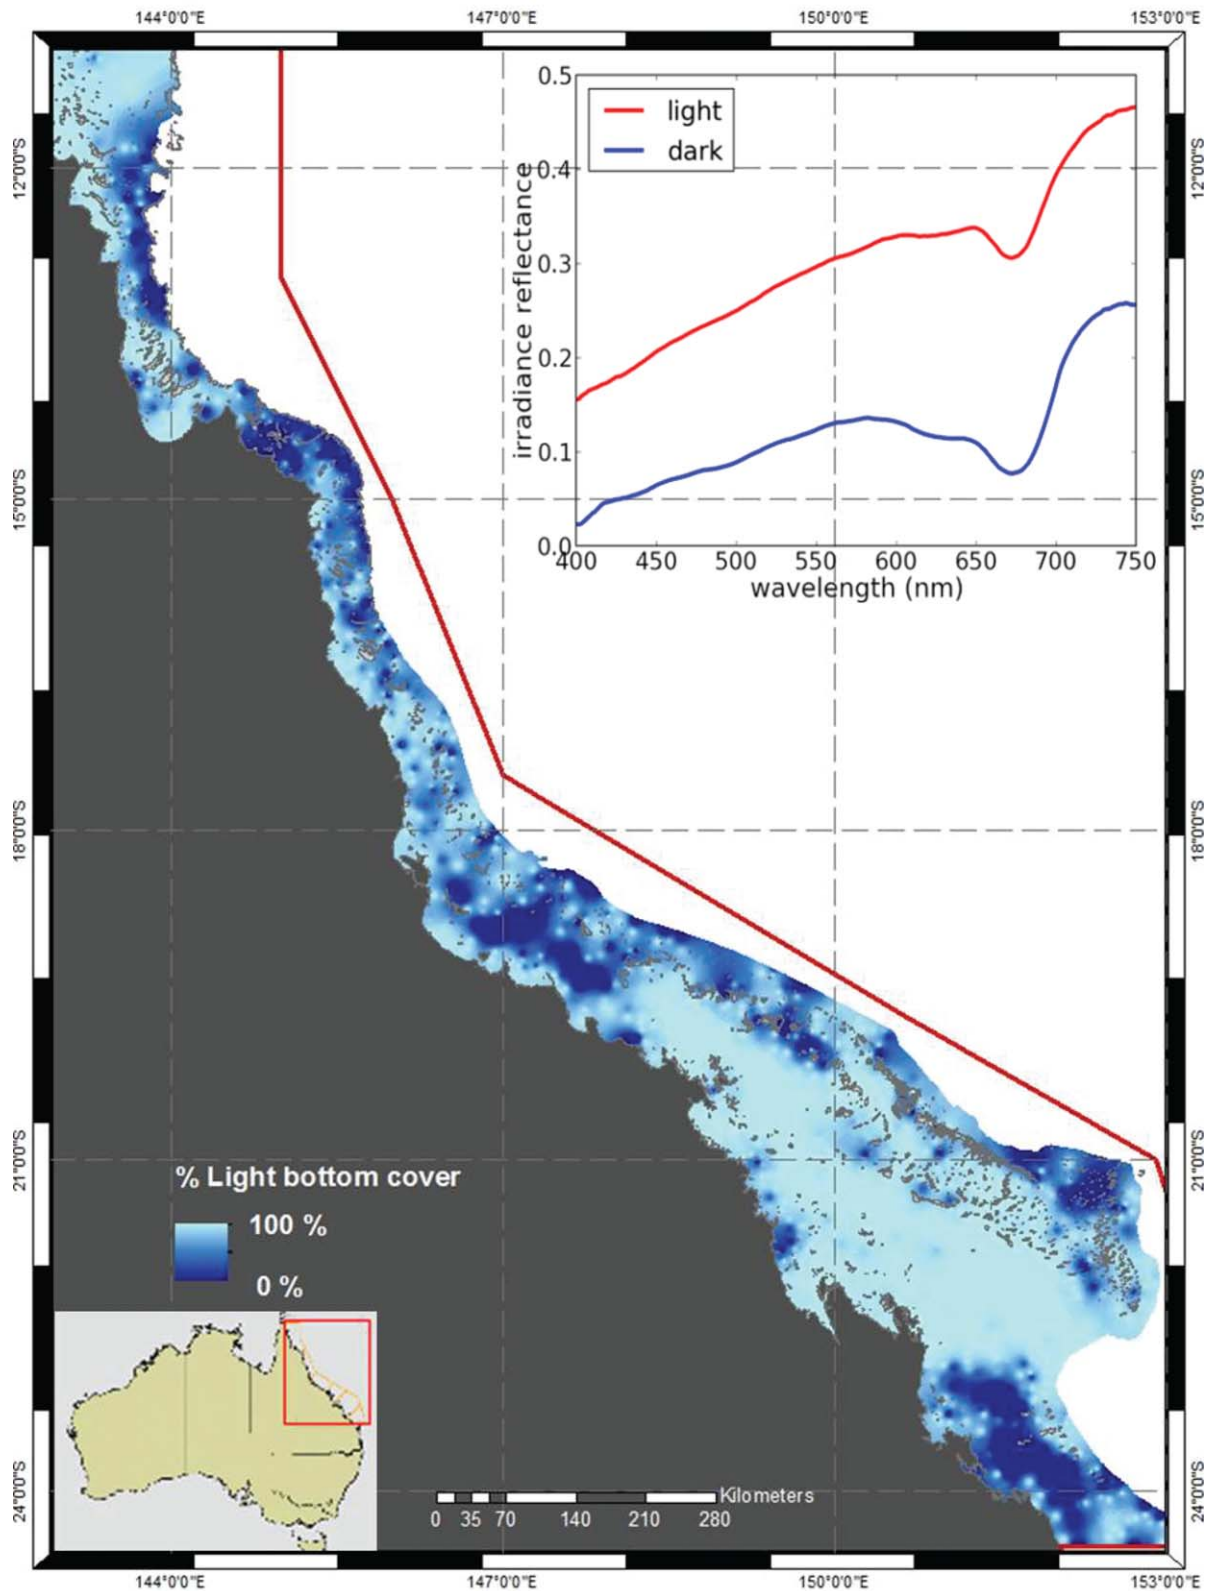 144°0'0"E 147°0'0"E 150°0'0"E 153°0'0"E
12°0'0"S
15°0'0"S
18°0'0"S
21°0'0"S
24°0'0"S
0.5
0.4
0.3
0.2
0.1
0.0
irradiance reflectance
light
dark
400 450 500 550 600 650 700 750
wavelength (nm)
12°0'0"S
15°0'0"S
18°0'0"S
21°0'0"S
24°0'0"S
% Light bottom cover
100 %
0 %
Kilometers
0 35 70 140 210 280
144°0'0"E 147°0'0"E 150°0'0"E 153°0'0"E